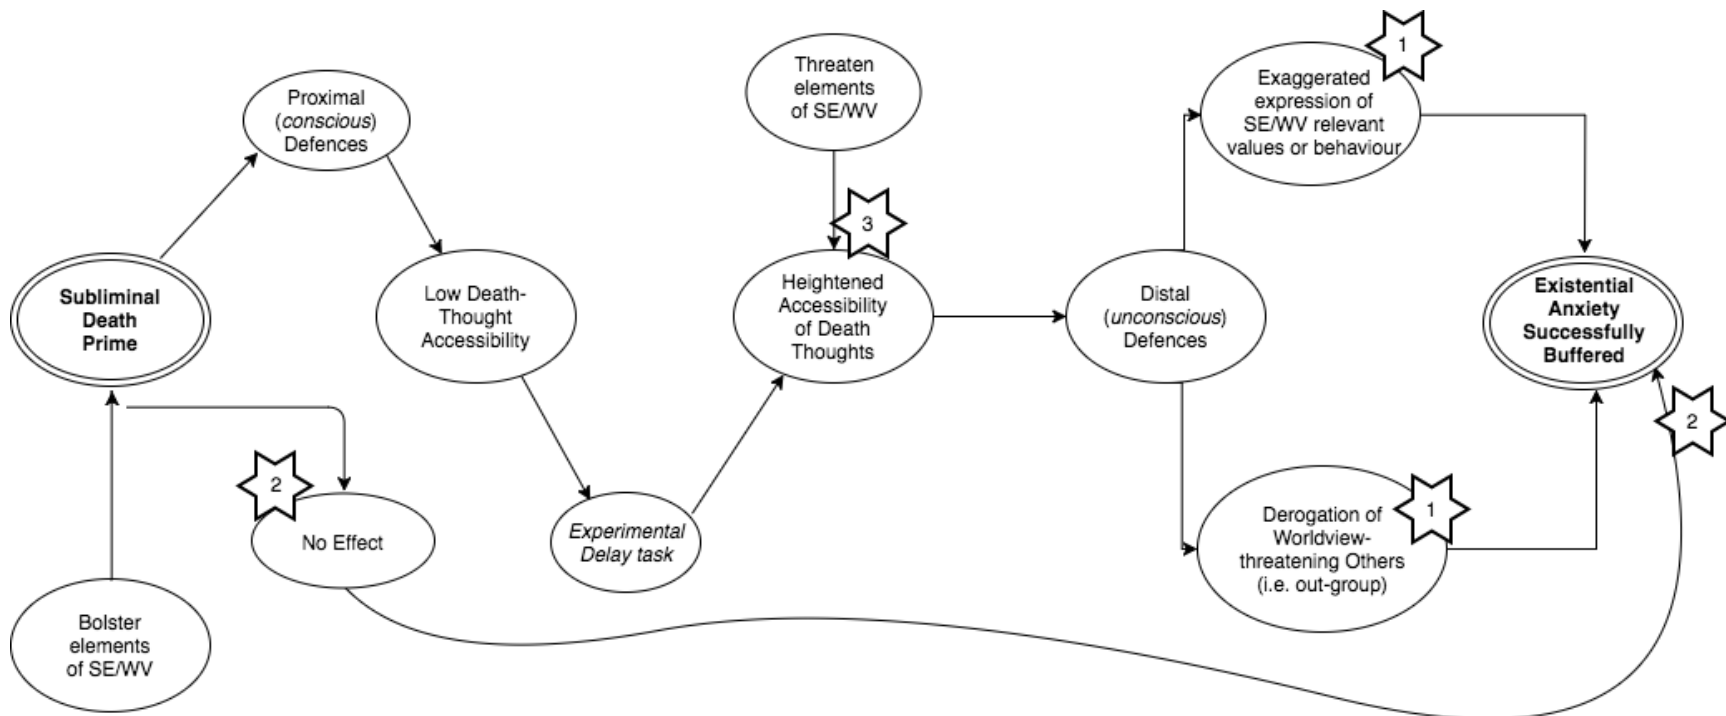 1
Threaten
elements
of SE/WV
Exaggerated
expression of
SE/WV relevant
values or behaviour
Proximal
(conscious)
Defences
3
Subliminal
Death
Prime
Low Death-
Thought
Accessibility
Heightened
Accessibility
of Death
Thoughts
Distal
(unconscious)
Defences
Existential
Anxiety
Successfully
Buffered
2
2
No Effect
Experimental
Delay task
1
Derogation of
Worldview-
threatening Others
(i.e. out-group)
Bolster
elements
of SE/WV